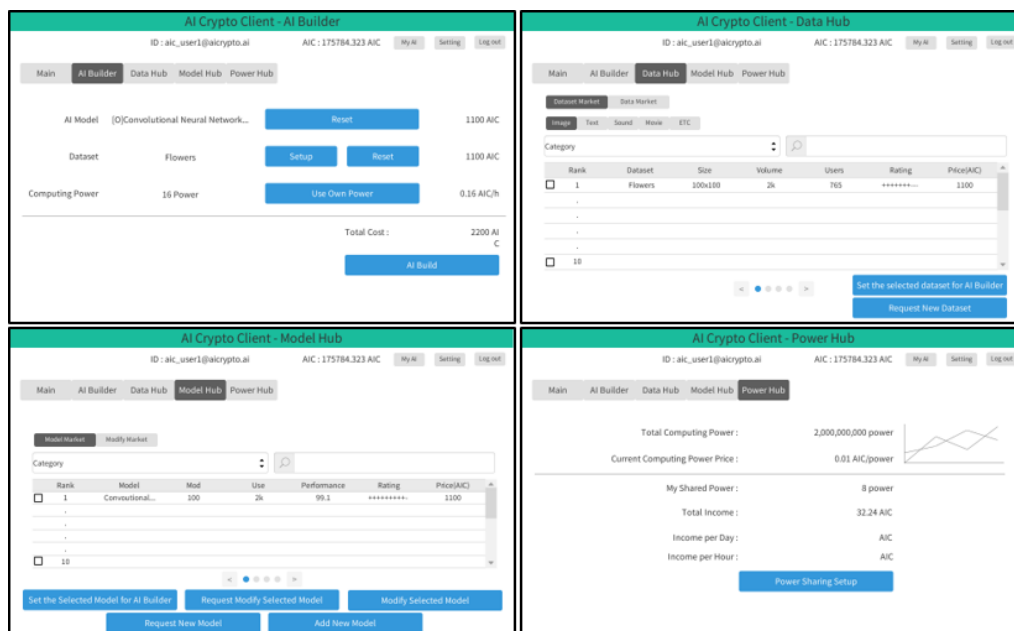 AI Crypto Client - AI Builder
ID : aic_user1@aicrypto.ai AIC : 175784.323 AIC My AI Setting Log out
Main AI Builder Data Hub Model Hub Power Hub
AI Model (O)Convolutional Neural Network... Reset 1100 AIC
Dataset Flowers Setup Reset 1100 AIC
Computing Power 16 Power Use Own Power 0.16 AIC/h
Total Cost : 2200 AI
C
AI Build
AI Crypto Client - Data Hub
ID : aic_user1@aicrypto.ai AIC : 175784.323 AIC My AI Setting Log out
Main AI Builder Data Hub Model Hub Power Hub
Dataset Market Data Market
Image Text Sound Movie ETC
Category
Rank Dataset Size Volume Users Rating Price(AIC)
1 Flowers 100x100 2k 765 +++++++-- 1100
.
.
.
.
10
< >
Set the selected dataset for AI Builder
Request New Dataset
AI Crypto Client - Model Hub
ID : aic_user1@aicrypto.ai AIC : 175784.323 AIC My AI Setting Log out
Main AI Builder Data Hub Model Hub Power Hub
Model Market Modify Market
Category
Rank Model Mod Use Performance Rating Price(AIC)
1 Convoutional... 100 2k 99.1 +++++++++- 1100
.
.
.
.
10
< >
Set the Selected Model for AI Builder Request Modify Selected Model Modify Selected Model
Request New Model Add New Model
AI Crypto Client - Power Hub
ID : aic_user1@aicrypto.ai AIC : 175784.323 AIC My AI Setting Log out
Main AI Builder Data Hub Model Hub Power Hub
Total Computing Power : 2,000,000,000 power
Current Computing Power Price : 0.01 AIC/power
My Shared Power : 8 power
Total Income : 32.24 AIC
Income per Day : AIC
Income per Hour : AIC
Power Sharing Setup